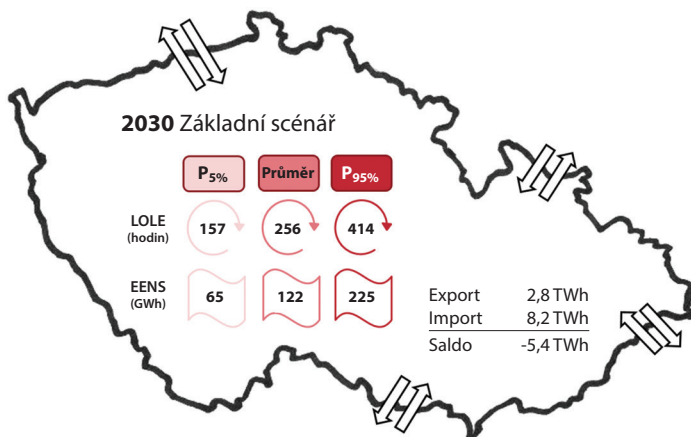 2030 Základní scénář
P5% Průměr P95%
LOLE
(hodin)
157 256 414
EENS
(GWh)
65 122 225
Export 2,8 TWh
Import 8,2 TWh
Saldo -5,4 TWh